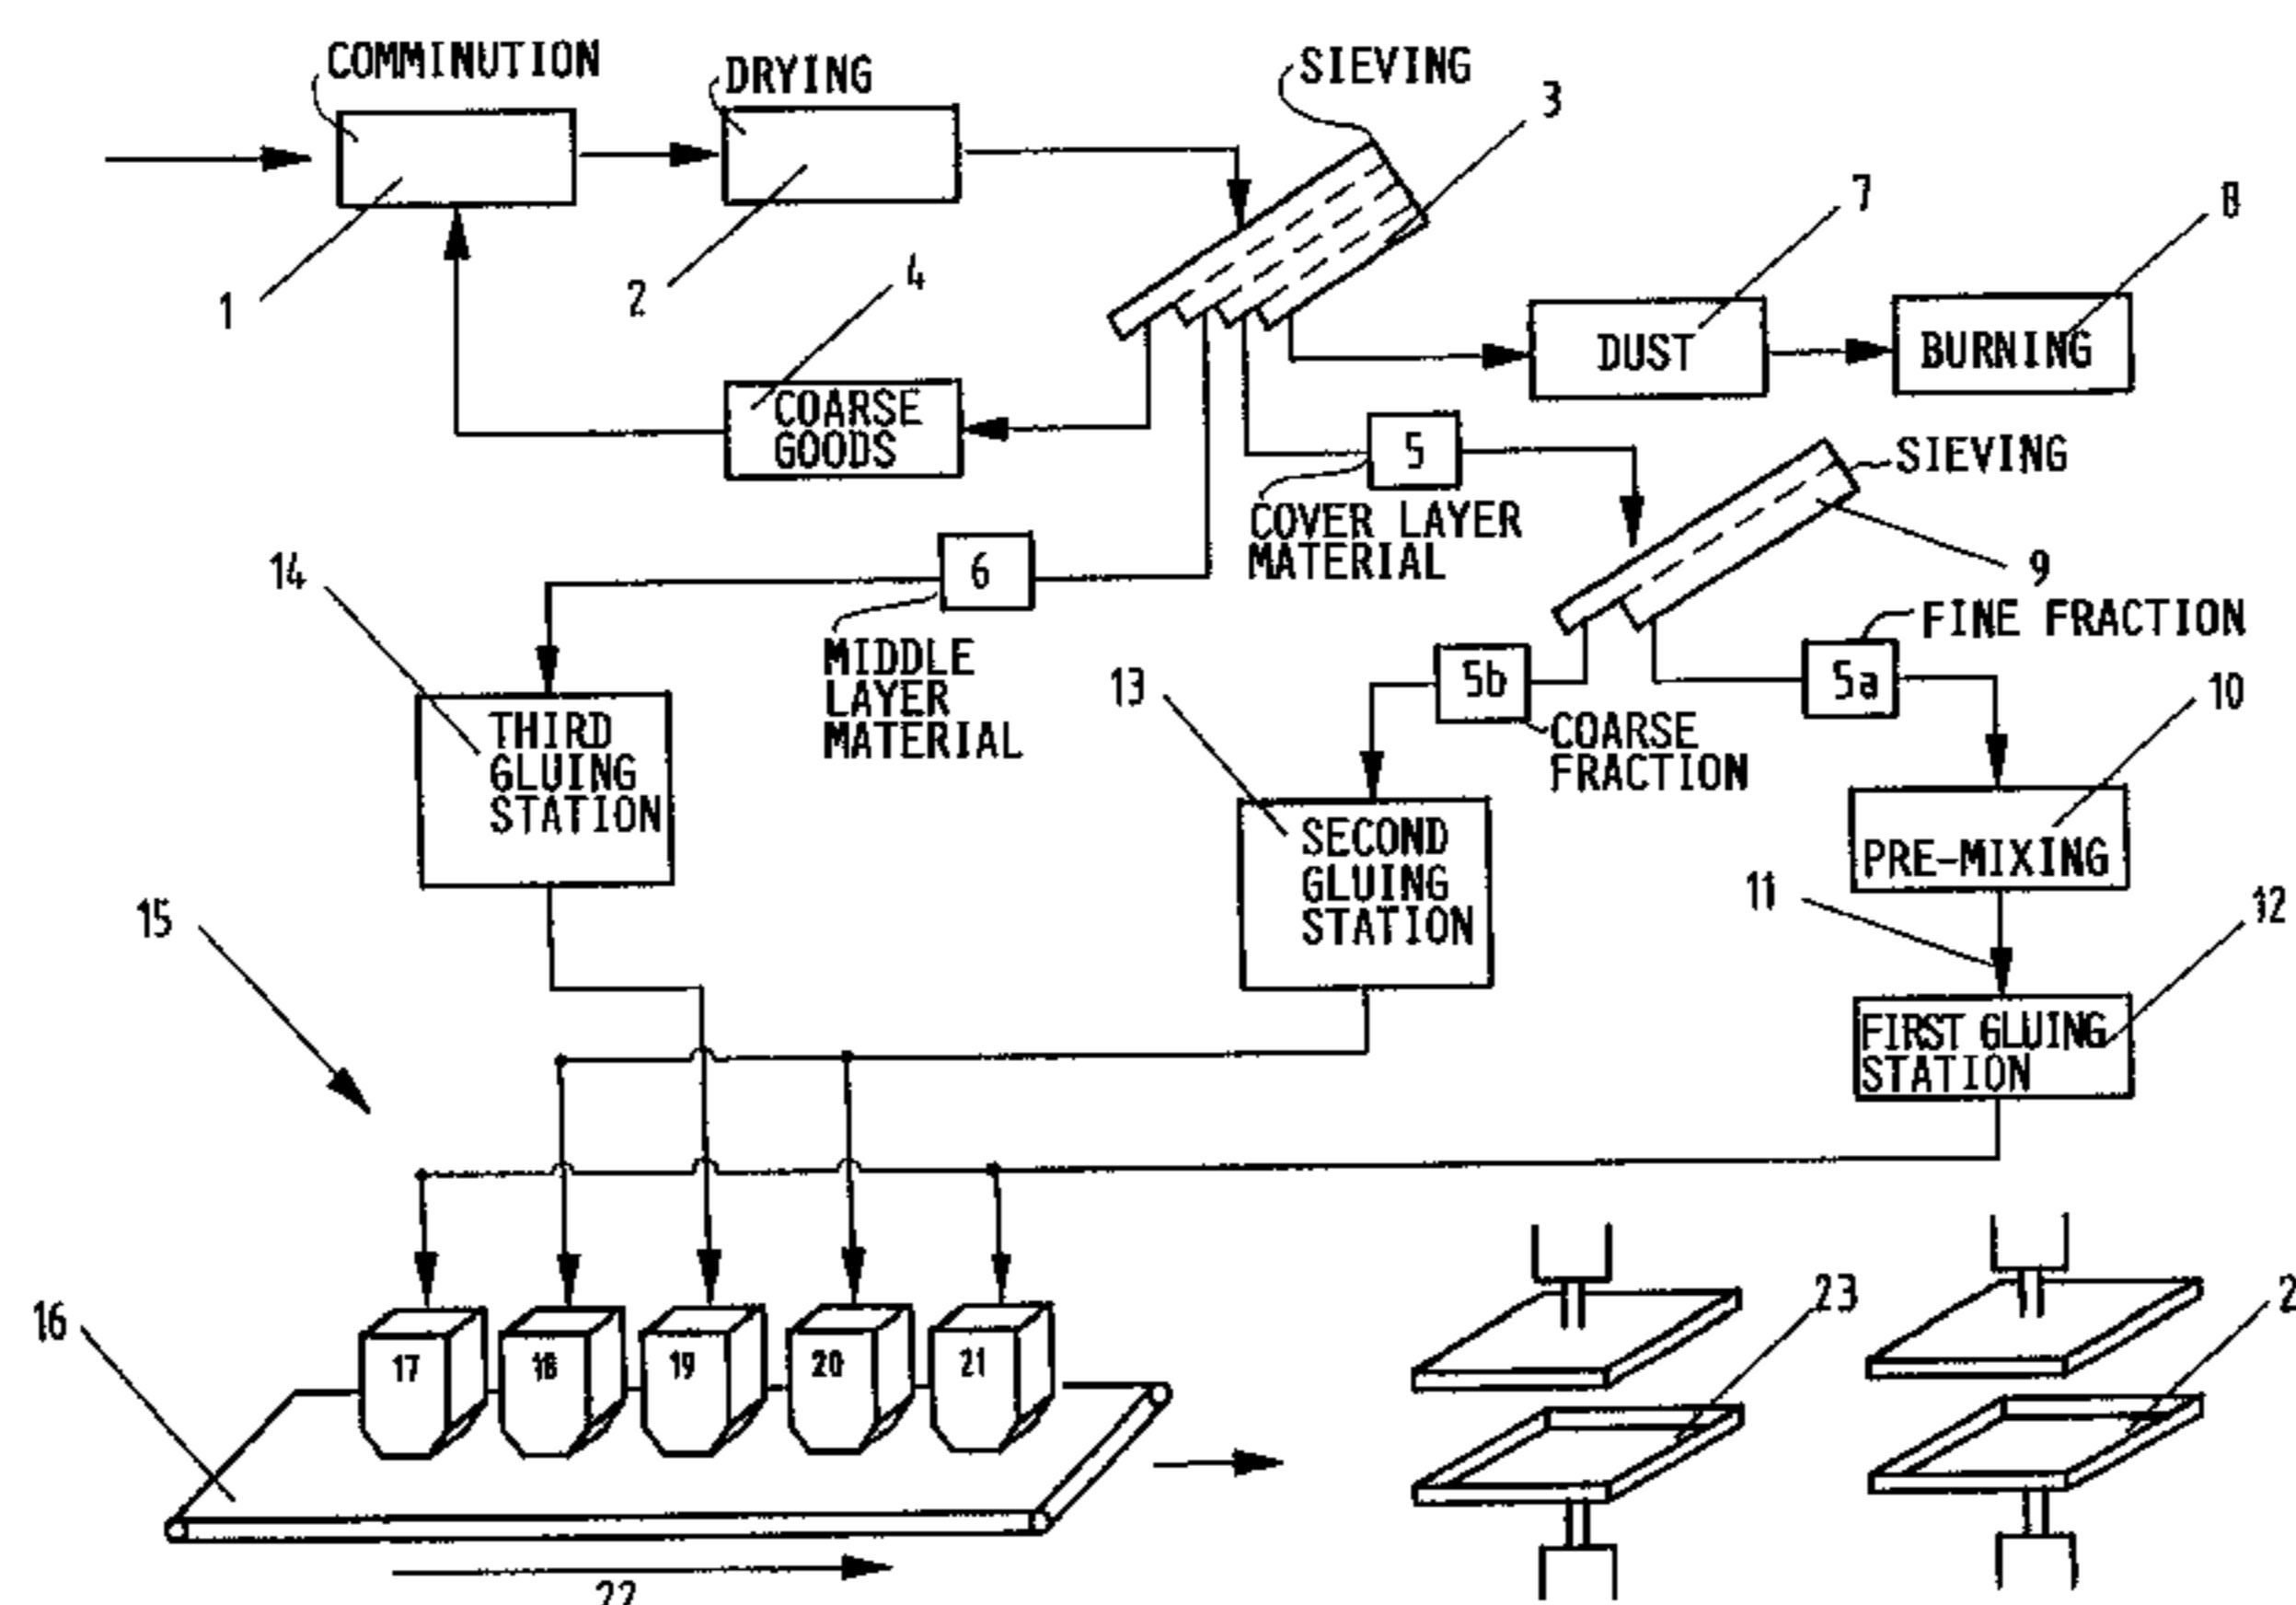 COMMINUTION
DRYING
SIEVING
3
1
2
4
7
8
DUST
BURNING
COARSE
GOODS
5
SIEVING
COVER LAYER
MATERIAL
9
14
6
MIDDLE
LAYER
MATERIAL
FINE FRACTION
13
5b
5a
10
COARSE
FRACTION
THIRD
GLUING
STATION
SECOND
GLUING
STATION
PRE-MIXING
11
12
15
FIRST GLUING
STATION
16
17
18
19
20
21
23
22